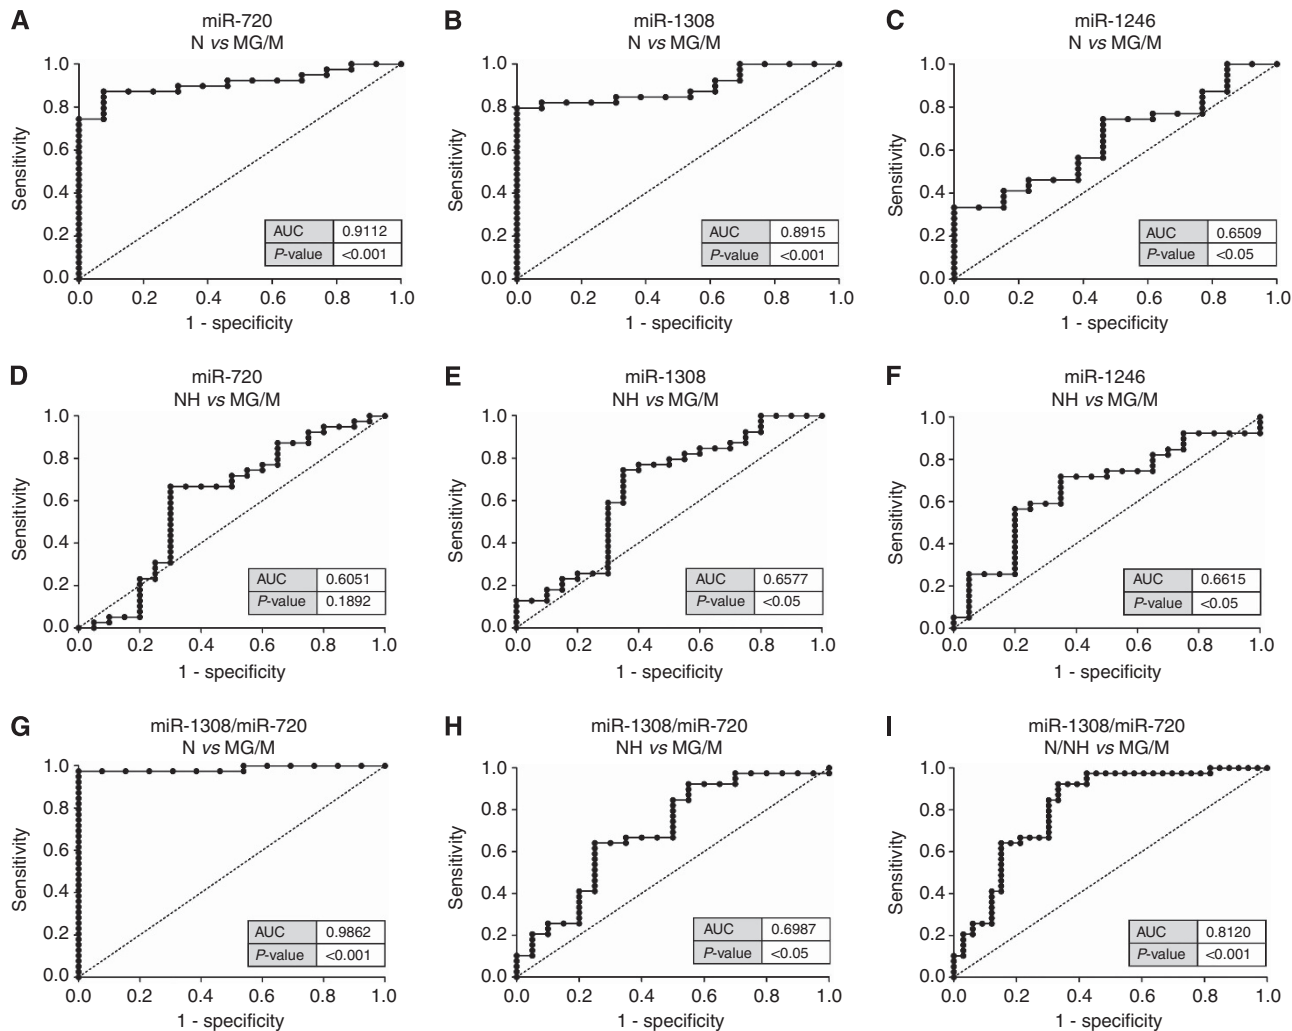 A
miR-720
N vs MG/M
1.0
0.8
0.6
0.4
0.2
0.0
Sensitivity
AUC 0.9112
P-value <0.001
0.0 0.2 0.4 0.6 0.8 1.0
1 - specificity
B
miR-1308
N vs MG/M
1.0
0.8
0.6
0.4
0.2
0.0
Sensitivity
AUC 0.8915
P-value <0.001
0.0 0.2 0.4 0.6 0.8 1.0
1 - specificity
C
miR-1246
N vs MG/M
1.0
0.8
0.6
0.4
0.2
0.0
Sensitivity
AUC 0.6509
P-value <0.05
0.0 0.2 0.4 0.6 0.8 1.0
1 - specificity
D
miR-720
NH vs MG/M
1.0
0.8
0.6
0.4
0.2
0.0
Sensitivity
AUC 0.6051
P-value 0.1892
0.0 0.2 0.4 0.6 0.8 1.0
1 - specificity
E
miR-1308
NH vs MG/M
1.0
0.8
0.6
0.4
0.2
0.0
Sensitivity
AUC 0.6577
P-value <0.05
0.0 0.2 0.4 0.6 0.8 1.0
1 - specificity
F
miR-1246
NH vs MG/M
1.0
0.8
0.6
0.4
0.2
0.0
Sensitivity
AUC 0.6615
P-value <0.05
0.0 0.2 0.4 0.6 0.8 1.0
1 - specificity
G
miR-1308/miR-720
N vs MG/M
1.0
0.8
0.6
0.4
0.2
0.0
Sensitivity
AUC 0.9862
P-value <0.001
0.0 0.2 0.4 0.6 0.8 1.0
1 - specificity
H
miR-1308/miR-720
NH vs MG/M
1.0
0.8
0.6
0.4
0.2
0.0
Sensitivity
AUC 0.6987
P-value <0.05
0.0 0.2 0.4 0.6 0.8 1.0
1 - specificity
I
miR-1308/miR-720
N/NH vs MG/M
1.0
0.8
0.6
0.4
0.2
0.0
Sensitivity
AUC 0.8120
P-value <0.001
0.0 0.2 0.4 0.6 0.8 1.0
1 - specificity